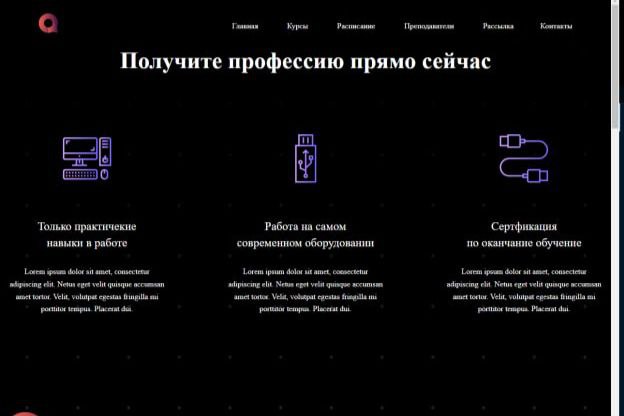 Главная Курсы Расписание Преподаватели Рассылка Контакты
Получите профессию прямо сейчас
Только практичекие
навыки в работе
Lorem ipsum dolor sit amet, consectetur
adipiscing elit. Netus eget velit quisque accumsan
amet tortor. Velit, volutpat egestas fringilla mi
porttitor tempus. Placerat dui.
Работа на самом
современном оборудовании
Lorem ipsum dolor sit amet, consectetur
adipiscing elit. Netus eget velit quisque accumsan
amet tortor. Velit, volutpat egestas fringilla mi
porttitor tempus. Placerat dui.
Сертфикация
по оканчание обучение
Lorem ipsum dolor sit amet, consectetur
adipiscing elit. Netus eget velit quisque accumsan
amet tortor. Velit, volutpat egestas fringilla mi
porttitor tempus. Placerat dui.